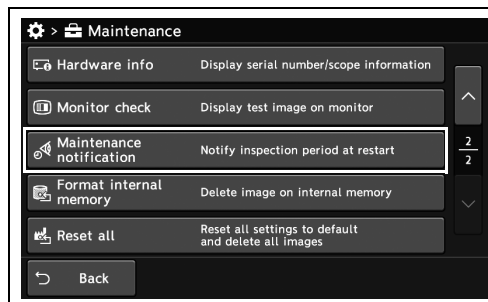 > Maintenance
Hardware info Display serial number/scope information
Monitor check Display test image on monitor
Maintenance
notification Notify inspection period at restart
2
2
Format internal
memory Delete image on internal memory
Reset all Reset all settings to default
and delete all images
Back